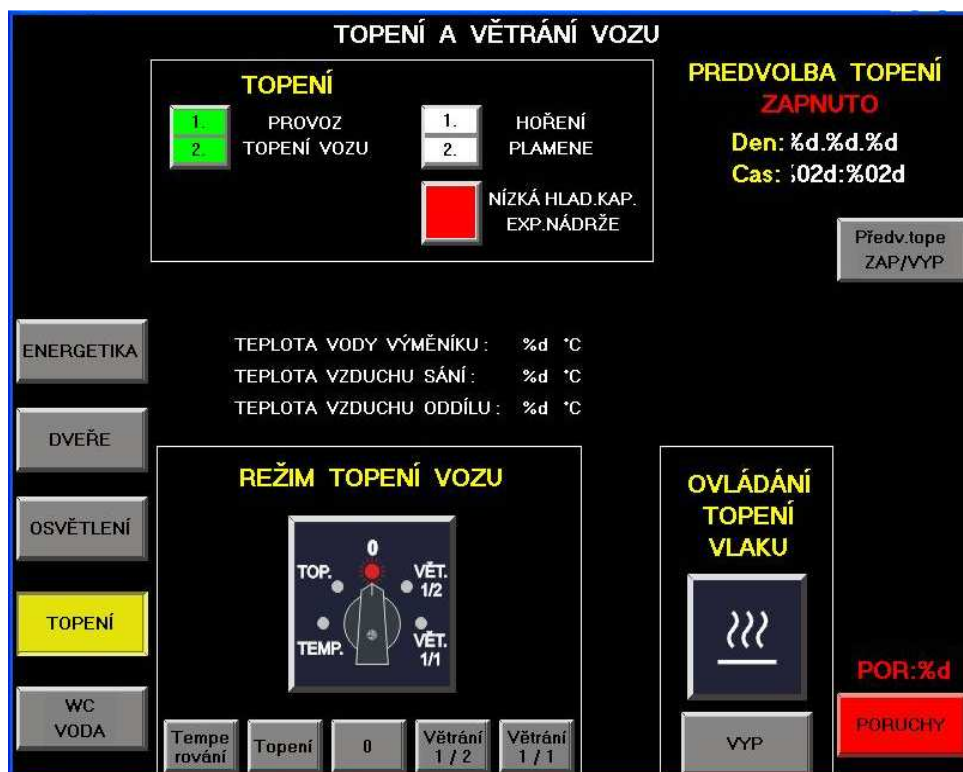 TOPENÍ A VĚTRÁNÍ VOZU
TOPENÍ
1.
2.
PROVOZ
TOPENÍ VOZU
1.
2.
HOŘENÍ
PLAMENE
NÍZKÁ HLAD.KAP.
EXP.NÁDRŽE
PREDVOLBA TOPENÍ
ZAPNUTO
Den: %d.%d.%d
Cas: %02d:%02d
Předv.tope
ZAP/VYP
ENERGETIKA
DVEŘE
OSVĚTLENÍ
TOPENÍ
WC
VODA
TEPLOTA VODY VÝMĚNÍKU : %d °C
TEPLOTA VZDUCHU SÁNÍ : %d °C
TEPLOTA VZDUCHU ODDÍLU : %d °C
REŽIM TOPENÍ VOZU
0
TOP.
VĚT.
1/2
TEMP.
VĚT.
1/1
Tempe
rování
Topení
0
Větrání
1 / 2
Větrání
1 / 1
OVLÁDÁNÍ
TOPENÍ
VLAKU
VYP
POR:%d
PORUCHY